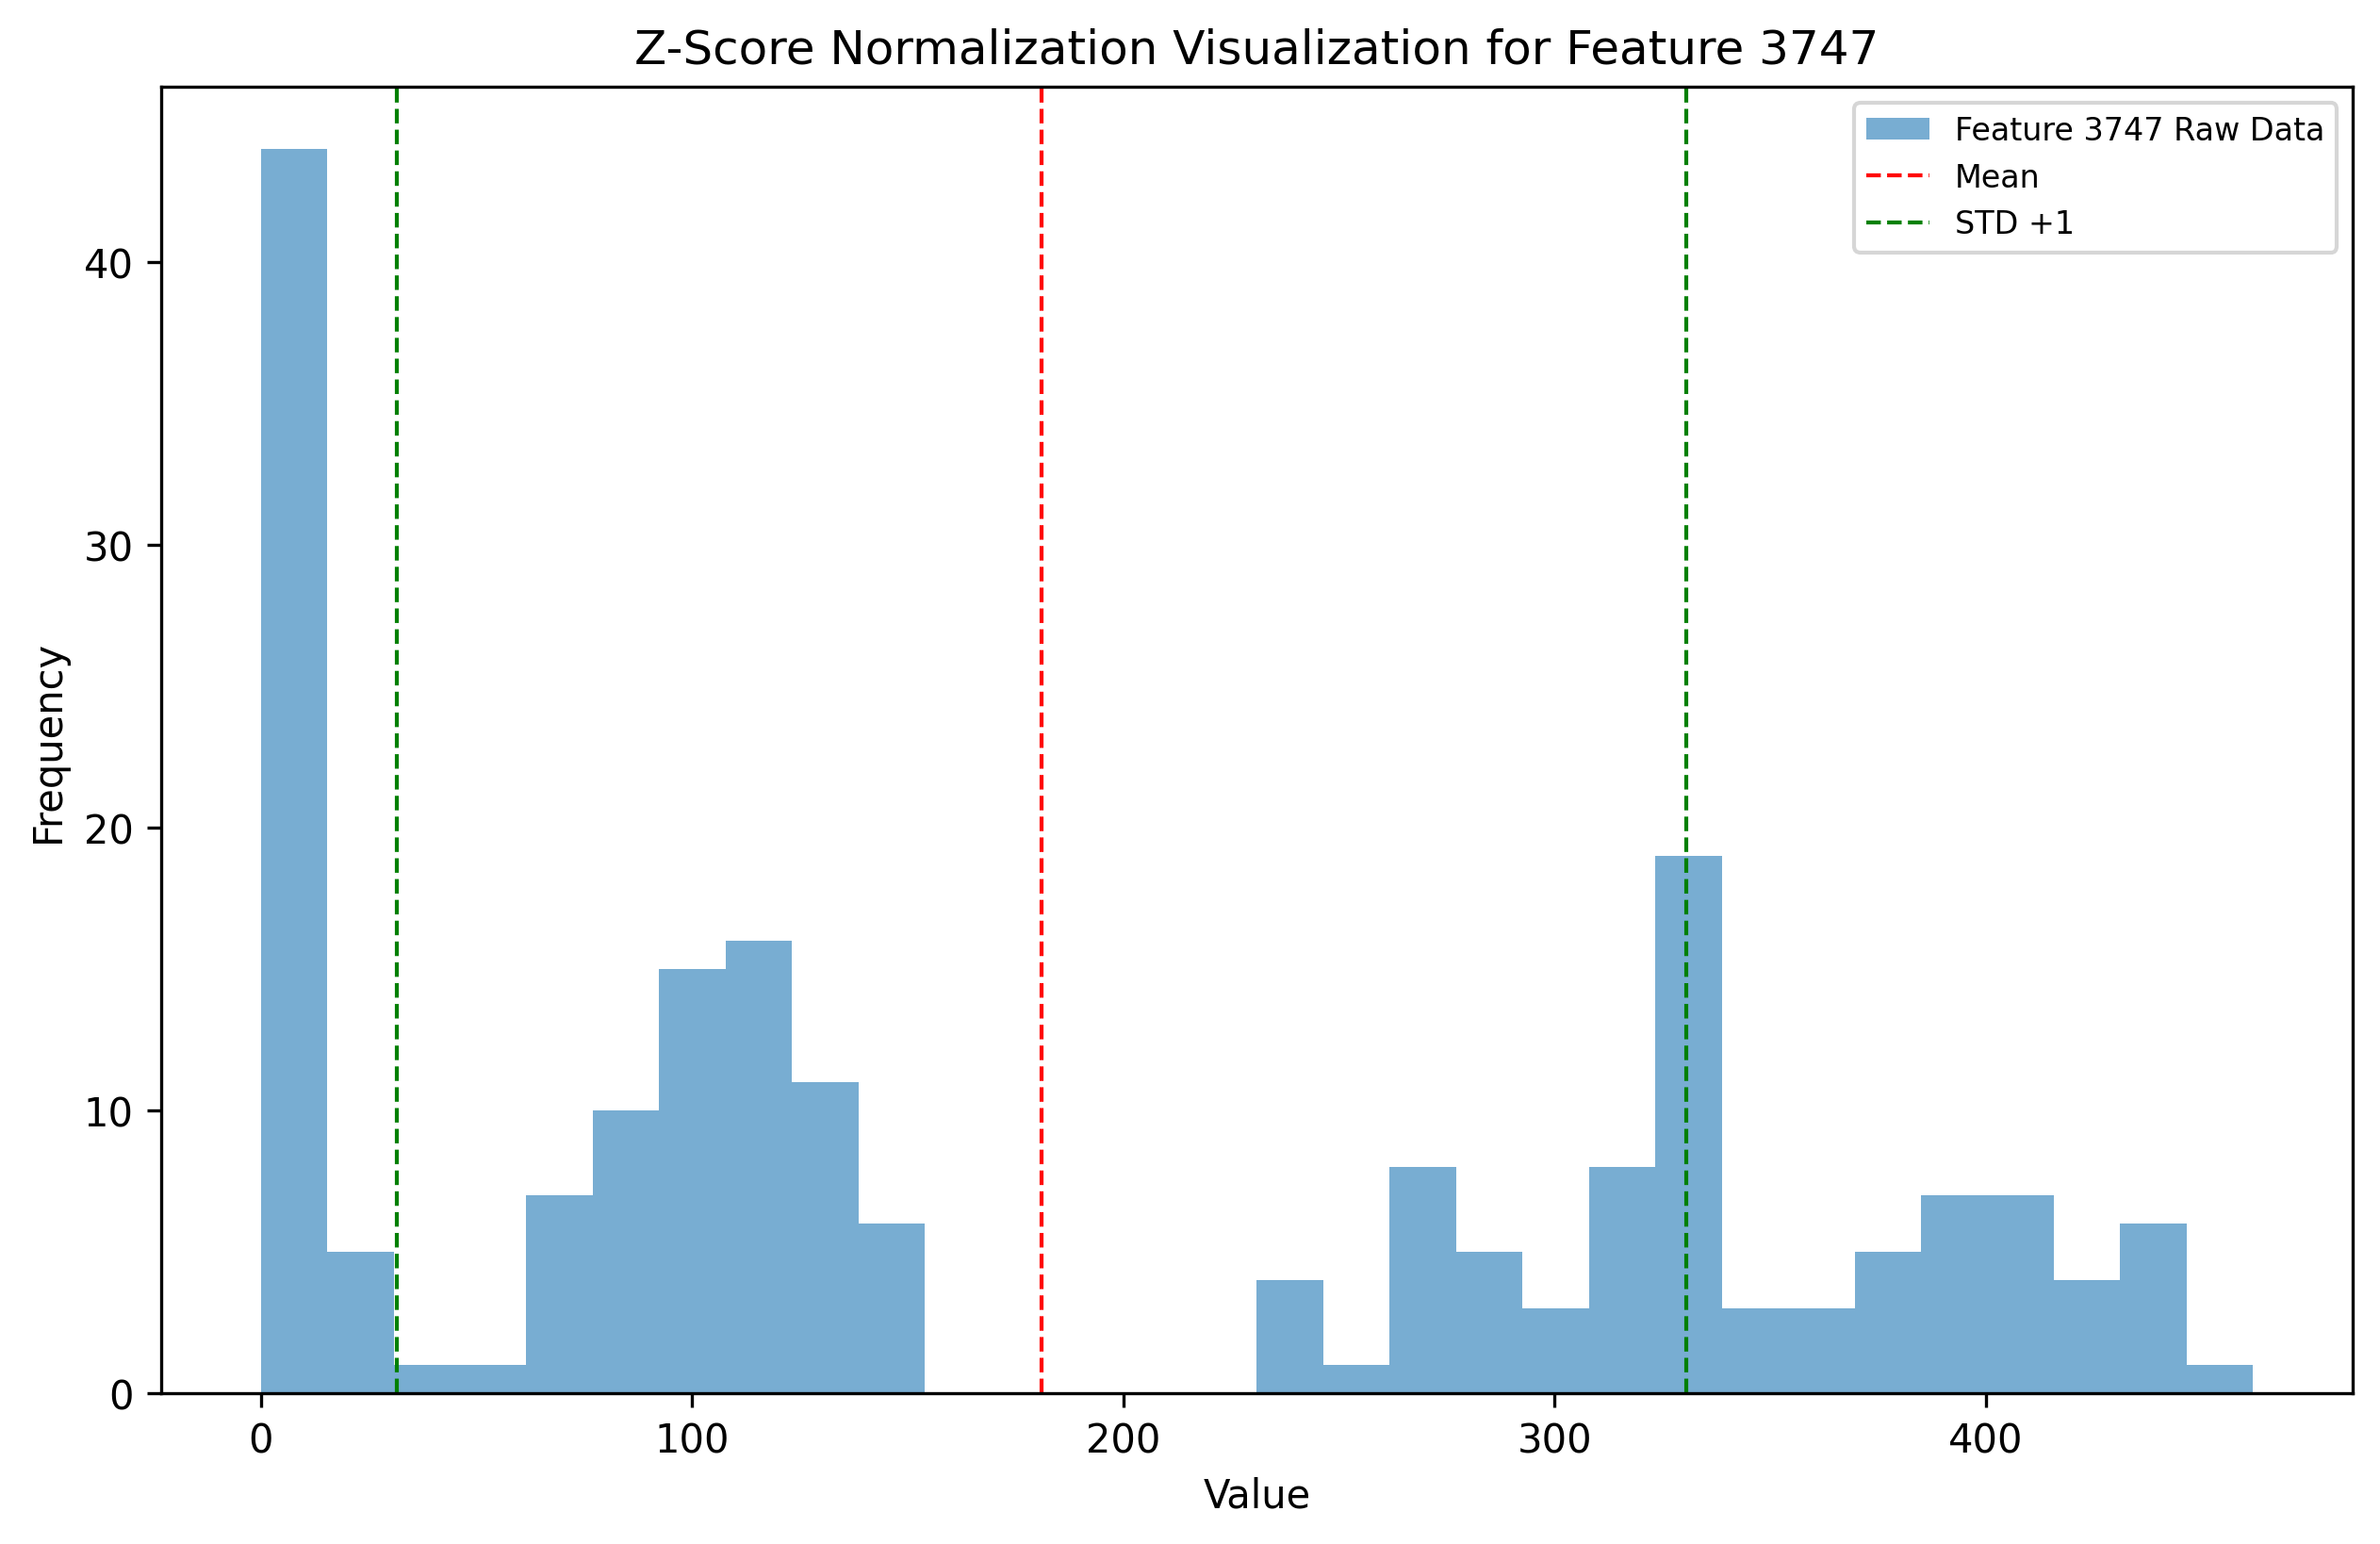 Z-Score Normalization Visualization for Feature 3747
Feature 3747 Raw Data
Mean
STD +1
40
30
20
10
0
Frequency
0 100 200 300 400
Value